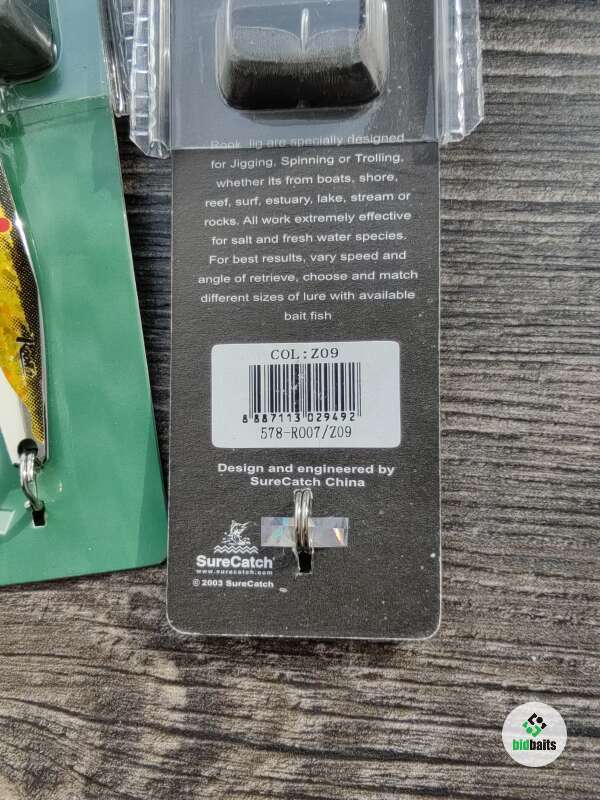 Rook Jig are specially designed
for Jigging, Spinning or Trolling,
whether its from boats, shore,
reef, surf, estuary, lake, stream or
rocks. All work extremely effective
for salt and fresh water species.
For best results, vary speed and
angle of retrieve, choose and match
different sizes of lure with available
bait fish
COL:Z09
8 887113 029492
578-R007/Z09
Design and engineered by
SureCatch China
SureCatch
www.surecatch.com
© 2003 SureCatch
bidbaits